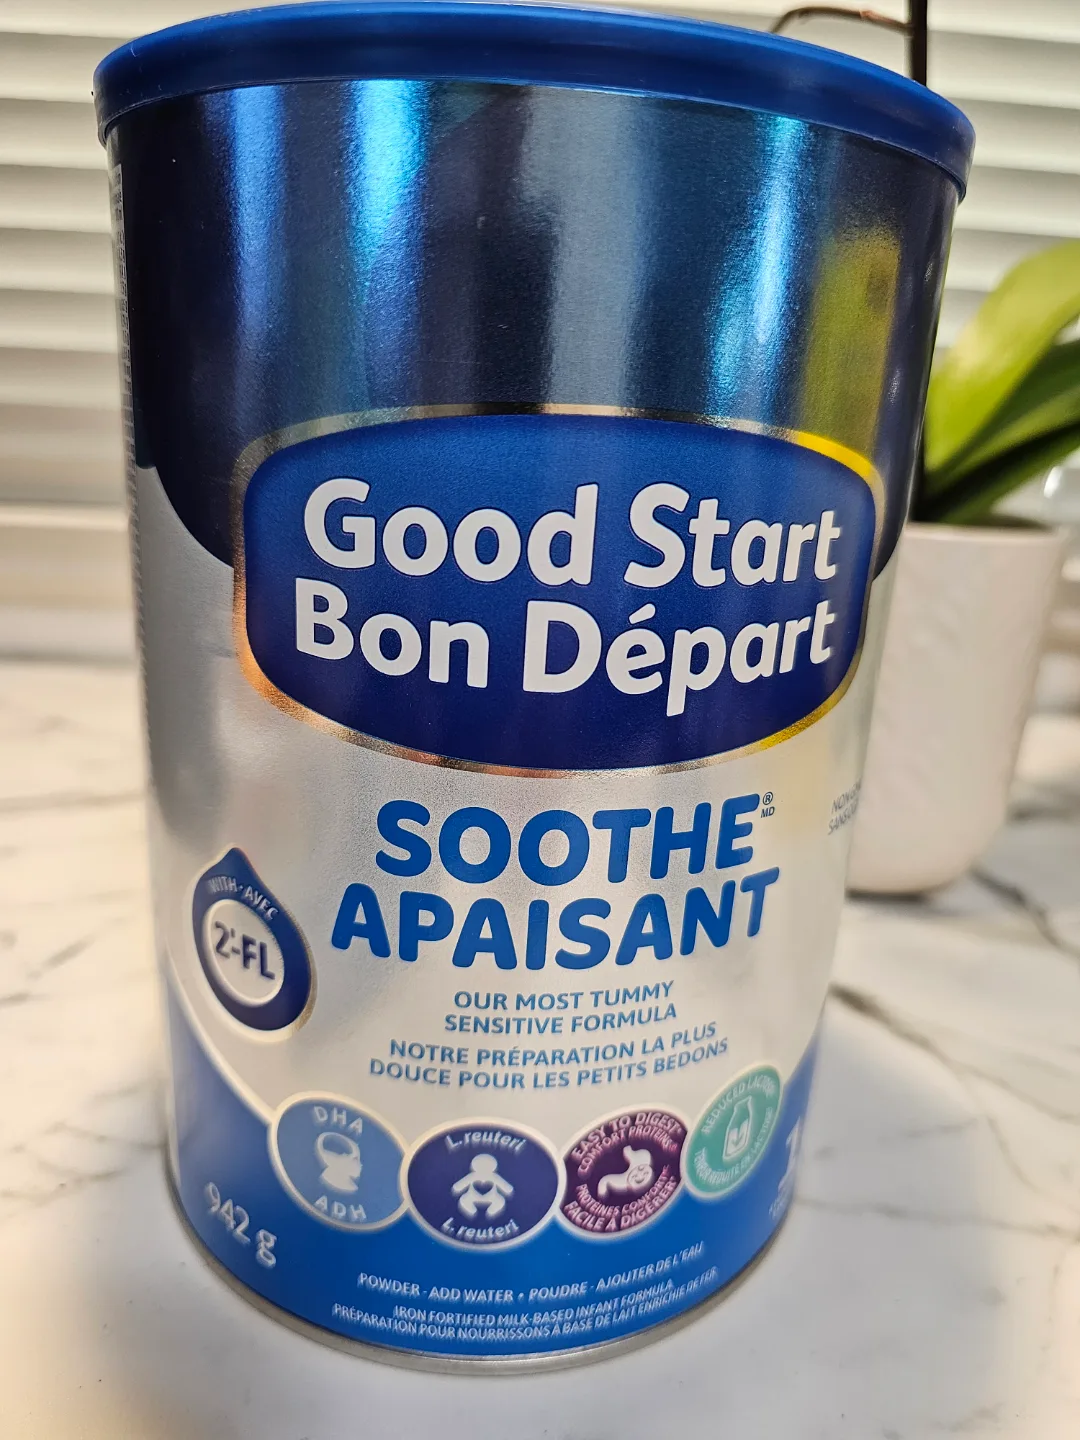 Good Start
Bon Départ
SOOTHE®
MD
APAISANT
WITH • AVEC
2'-FL
OUR MOST TUMMY
SENSITIVE FORMULA
NOTRE PRÉPARATION LA PLUS
DOUCE POUR LES PETITS BEDONS
DHA
ADH
L. reuteri
L. reuteri
EASY TO DIGEST
COMFORT PROTEINS
PROTÉINES CONFORT
FACILE À DIGÉRER
REDUCED LACTOSE
942 g
POWDER - ADD WATER • POUDRE - AJOUTER DE L'EAU
IRON FORTIFIED MILK-BASED INFANT FORMULA
PRÉPARATION POUR NOURRISSONS À BASE DE LAIT ENRICHIE DE FER